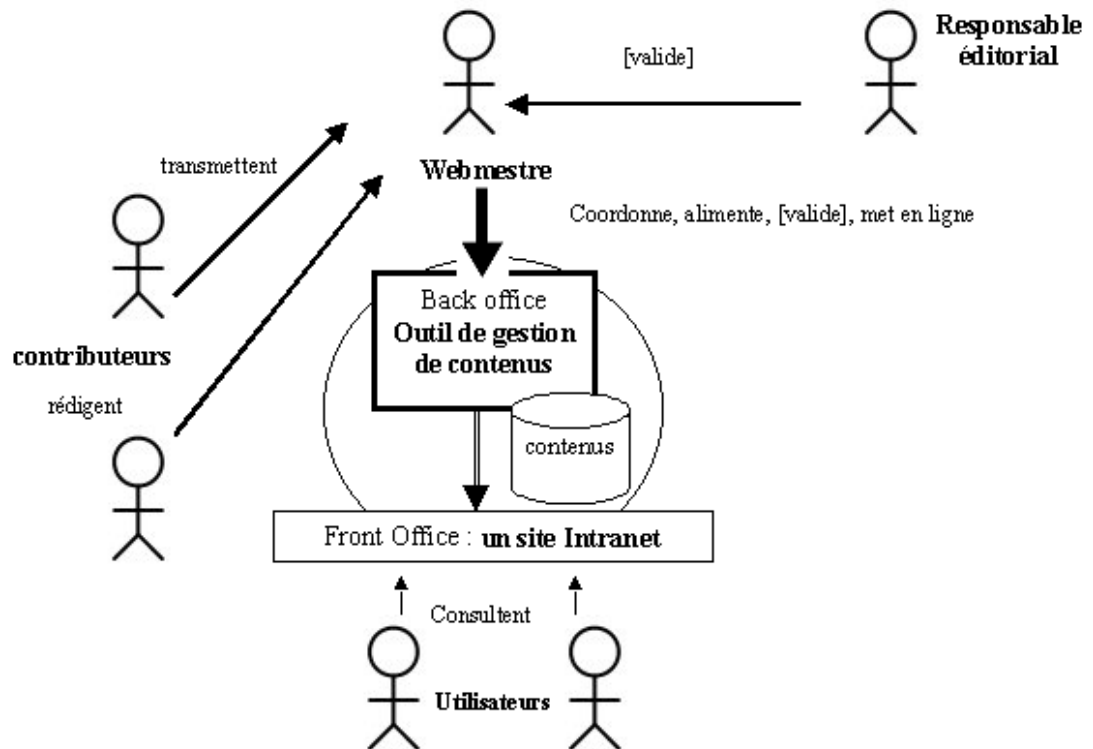 Responsable
éditorial
[valide]
transmettent
Webmestre
Coordonne, alimente, [valide], met en ligne
Back office
Outil de gestion
de contenus
contributeurs
rédigent
contenus
Front Office : un site Intranet
Consultent
Utilisateurs